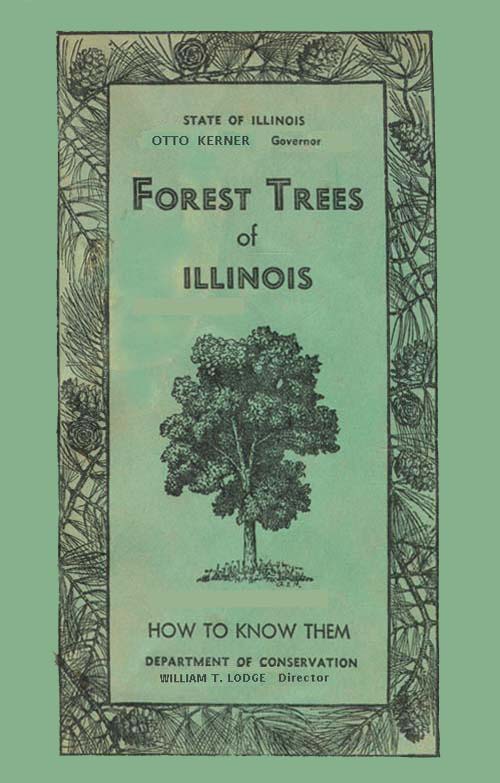 STATE OF ILLINOIS
OTTO KERNER Governor
FOREST TREES
of
ILLINOIS
HOW TO KNOW THEM
DEPARTMENT OF CONSERVATION
WILLIAM T. LODGE Director